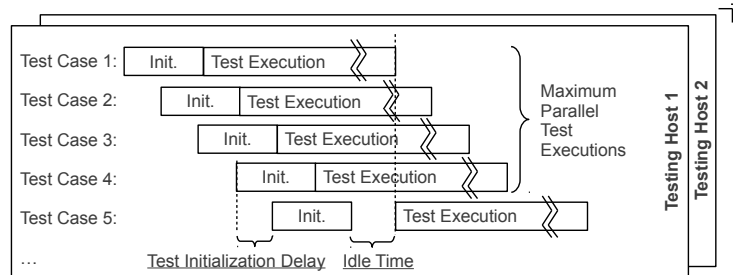 Test Case 1: Init. Test Execution
Test Case 2: Init. Test Execution
Test Case 3: Init. Test Execution
Test Case 4: Init. Test Execution
Test Case 5: Init. Test Execution
...
Test Initialization Delay Idle Time
Maximum
Parallel
Test
Executions
Testing Host 1
Testing Host 2